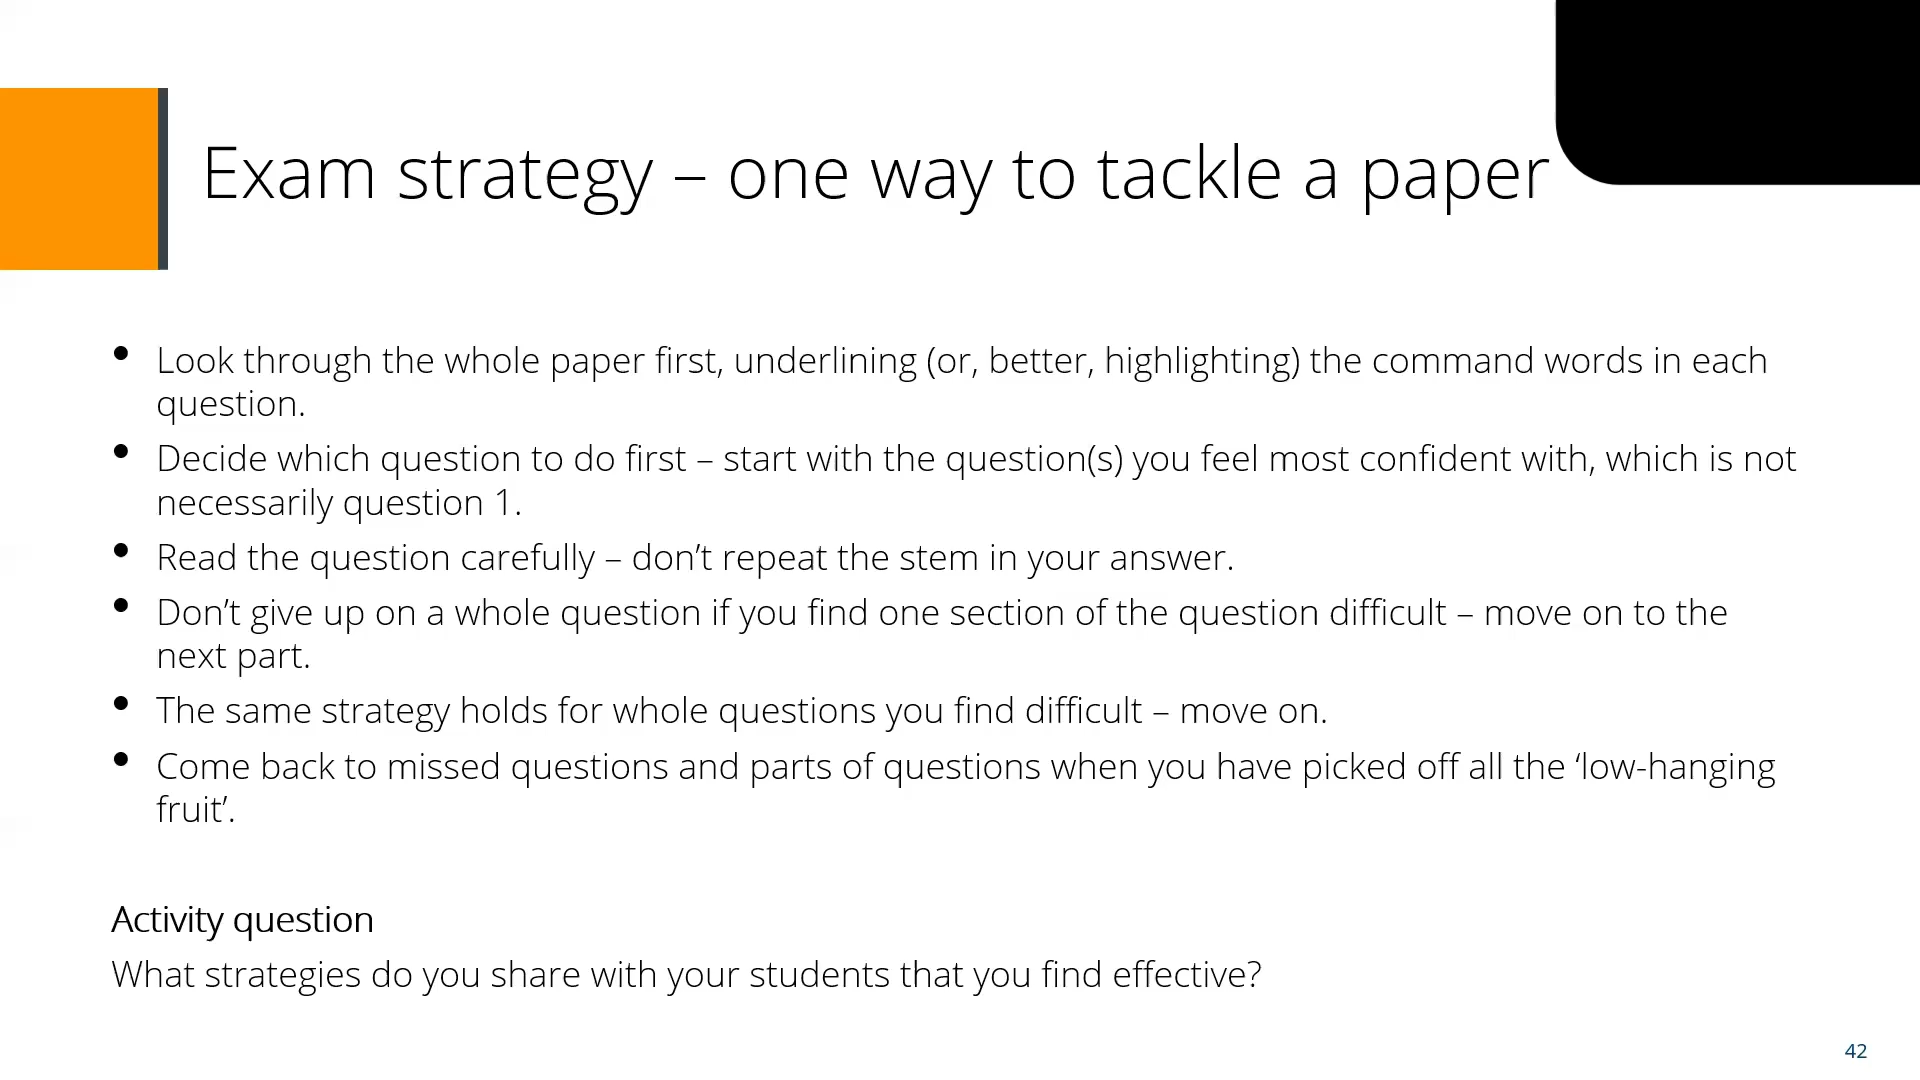 Exam strategy – one way to tackle a paper
• Look through the whole paper first, underlining (or, better, highlighting) the command words in each
question.
• Decide which question to do first – start with the question(s) you feel most confident with, which is not
necessarily question 1.
• Read the question carefully – don’t repeat the stem in your answer.
• Don’t give up on a whole question if you find one section of the question difficult – move on to the
next part.
• The same strategy holds for whole questions you find difficult – move on.
• Come back to missed questions and parts of questions when you have picked off all the ‘low-hanging
fruit’.
Activity question
What strategies do you share with your students that you find effective?
42